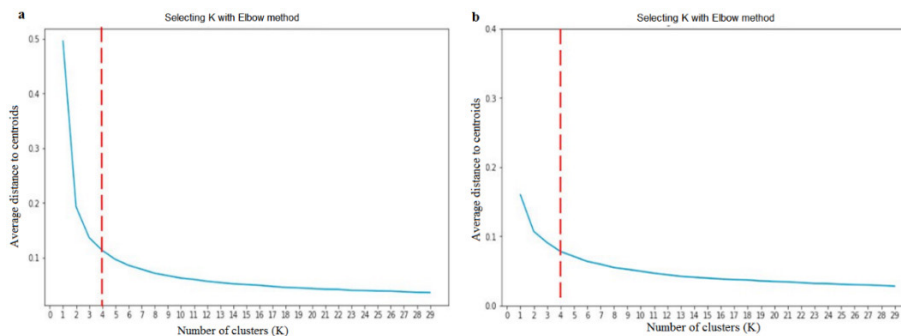 a
Selecting K with Elbow method
0.5
0.4
0.3
0.2
0.1
Average distance to centroids
0 1 2 3 4 5 6 7 8 9 10 11 12 13 14 15 16 17 18 19 20 21 22 23 24 25 26 27 28 29
Number of clusters (K)
b
Selecting K with Elbow method
0.4
0.3
0.2
0.1
0.0
Average distance to centroids
0 1 2 3 4 5 6 7 8 9 10 11 12 13 14 15 16 17 18 19 20 21 22 23 24 25 26 27 28 29
Number of clusters (K)